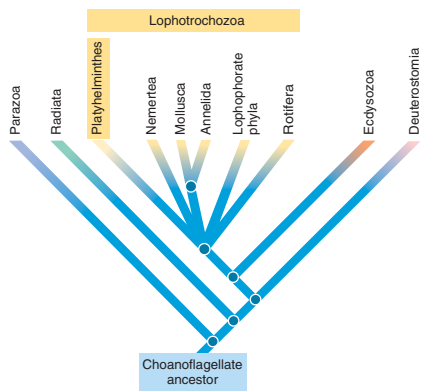 Lophotrochozoa
Parazoa
Radiata
Platyhelminthes
Nemertea
Mollusca
Annelida
Lophophorate
phyla
Rotifera
Ecdysozoa
Deuterostomia
Choanoflagellate
ancestor